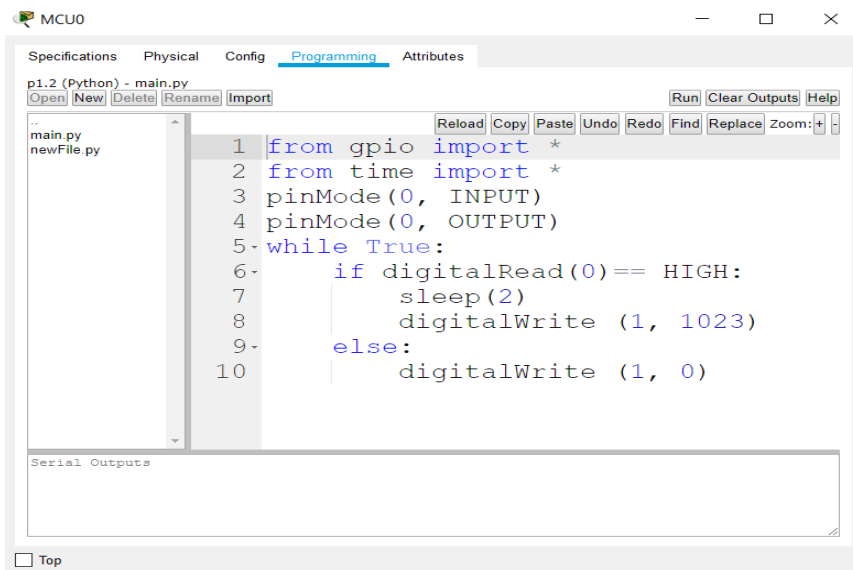 MCU0
Specifications Physical Config Programming Attributes
p1.2 (Python) - main.py
Open New Delete Rename Import Run Clear Outputs Help
..
main.py
newFile.py
Reload Copy Paste Undo Redo Find Replace Zoom: + -
1 from gpio import *
2 from time import *
3 pinMode(0, INPUT)
4 pinMode(0, OUTPUT)
5 while True:
6 if digitalRead(0)== HIGH:
7 sleep(2)
8 digitalWrite (1, 1023)
9 else:
10 digitalWrite (1, 0)
Serial Outputs
Top